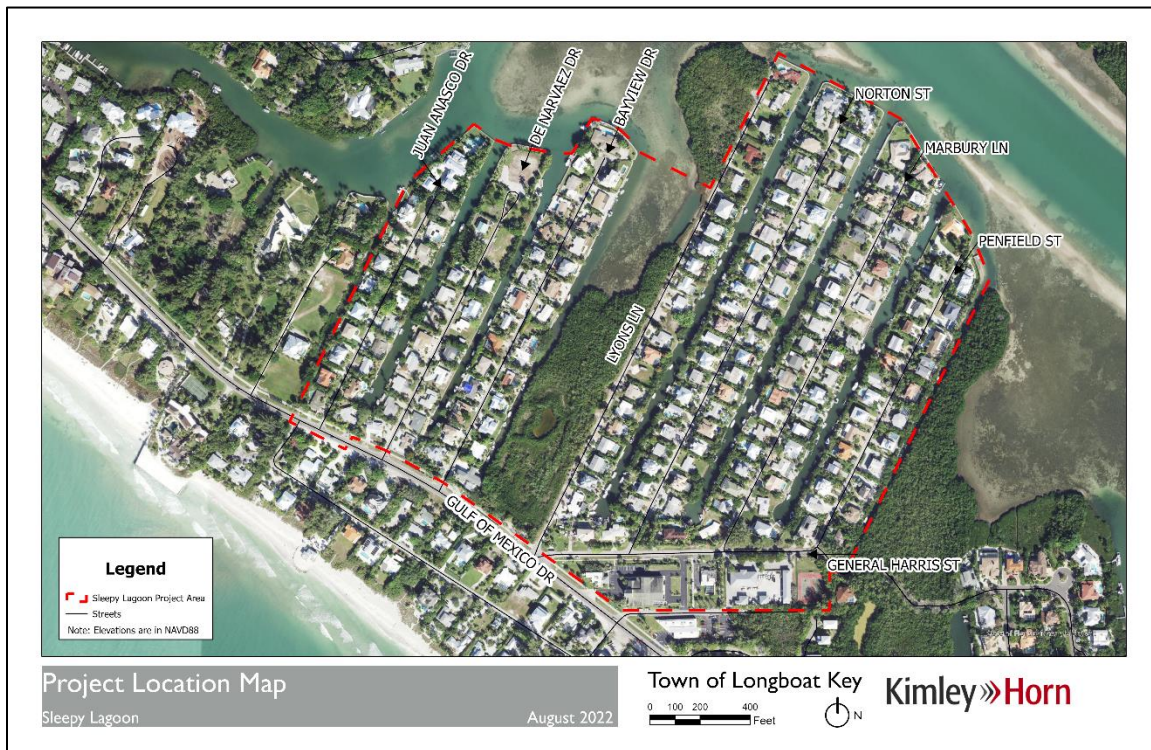 JUAN ANASCO DR
DE NARVAEZ DR
BAYVIEW DR
NORTON ST
MARBURY LN
PENFIELD ST
LYONS LN
GULF OF MEXICO DR
GENERAL HARRIS ST
Legend
Sleepy Lagoon Project Area
Streets
Note: Elevations are in NAVD88
Project Location Map
Sleepy Lagoon
August 2022
Town of Longboat Key
0 100 200 400
Feet
N
Kimley»Horn